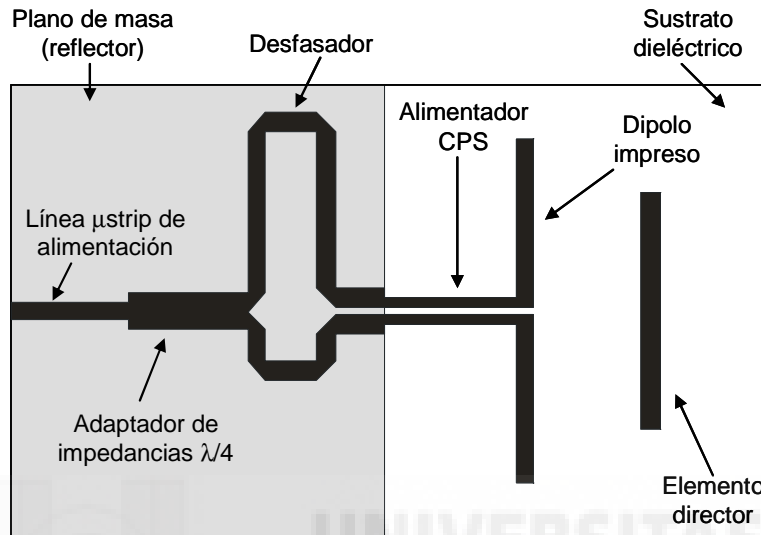 Plano de masa
(reflector)
Desfasador
Sustrato
dieléctrico
Alimentador
CPS
Dipolo
impreso
Línea μstrip de
alimentación
Adaptador de
impedancias λ/4
Elemento
director
UNIVERSITAS